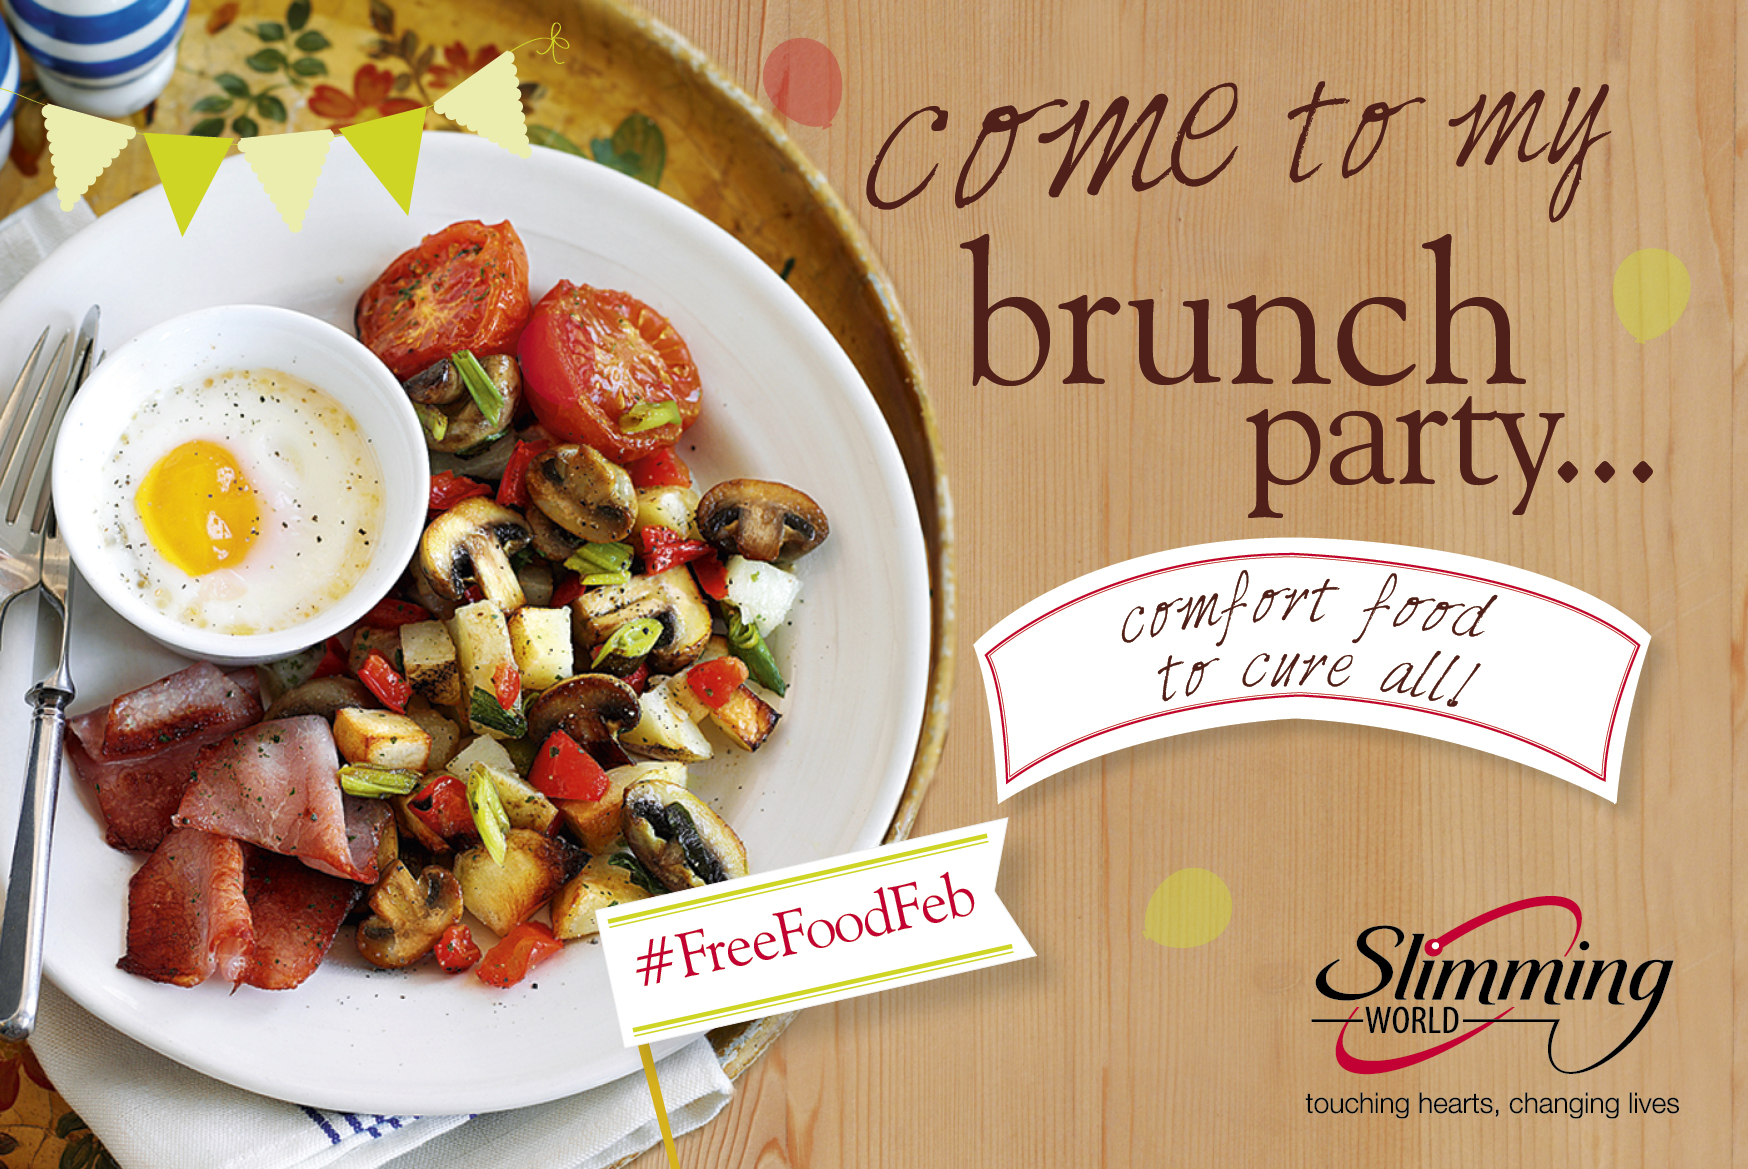 come to my
brunch
party...
comfort food
to cure all!
#FreeFoodFeb
Slimming
WORLD
touching hearts, changing lives